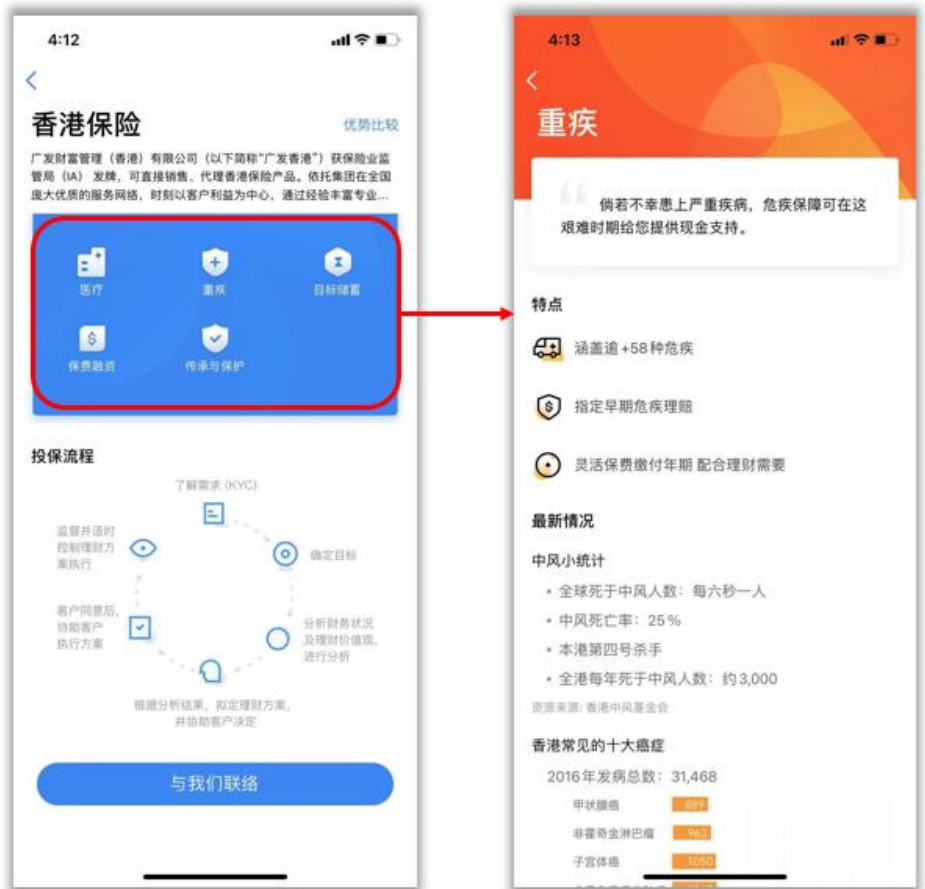 4:12
香港保险
优势比较
广发财富管理（香港）有限公司（以下简称“广发香港”）获保险业监
管局（IA） 发牌，可直接销售、代理香港保险产品。依托集团在全国
庞大优质的服务网络，时刻以客户利益为中心，通过经验丰富专业...
医疗
重疾
目标储富
保费融资
传承与保护
投保流程
了解需求 (KYC)
监督并适时
控制理财方
案执行
确定目标
客户同意后，
协助客户
执行方案
分析财务状况
及理财价值观，
进行分析
根据分析结果，拟定理财方案，
并协助客户决定
与我们联络
4:13
重疾
倘若不幸患上严重疾病，危疾保障可在这
艰难时期给您提供现金支持。
特点
涵盖逾+58种危疾
指定早期危疾理赔
灵活保费缴付年期 配合理财需要
最新情况
中风小统计
• 全球死于中风人数：每六秒一人
• 中风死亡率：25%
• 本港第四号杀手
• 全港每年死于中风人数：约3,000
资源来源: 香港中风基金会
香港常见的十大癌症
2016年发病总数：31,468
甲状腺癌 889
非霍奇金淋巴瘤 963
子宫体癌 1050